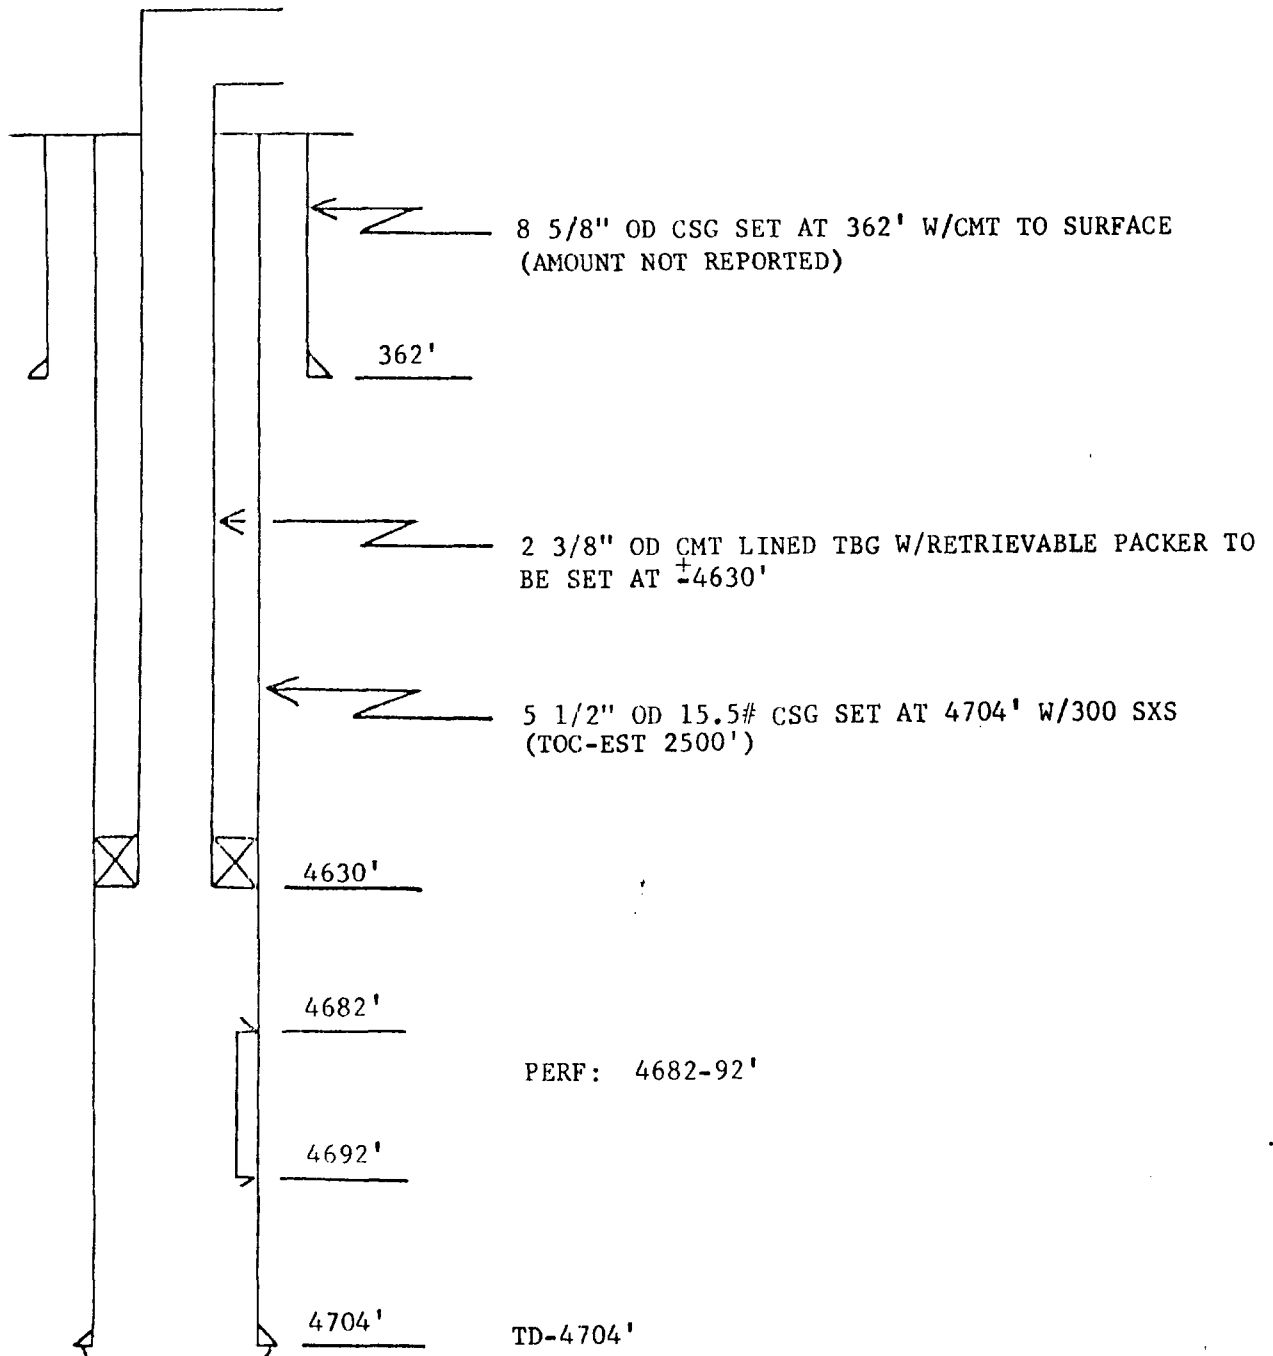 8 5/8" OD CSG SET AT 362' W/CMT TO SURFACE
(AMOUNT NOT REPORTED)
362'
2 3/8" OD CMT LINED TBG W/RETRIEVABLE PACKER TO
BE SET AT ±4630'
5 1/2" OD 15.5# CSG SET AT 4704' W/300 SXS
(TOC-EST 2500')
4630'
4682'
PERF: 4682-92'
4692'
4704'
TD-4704'